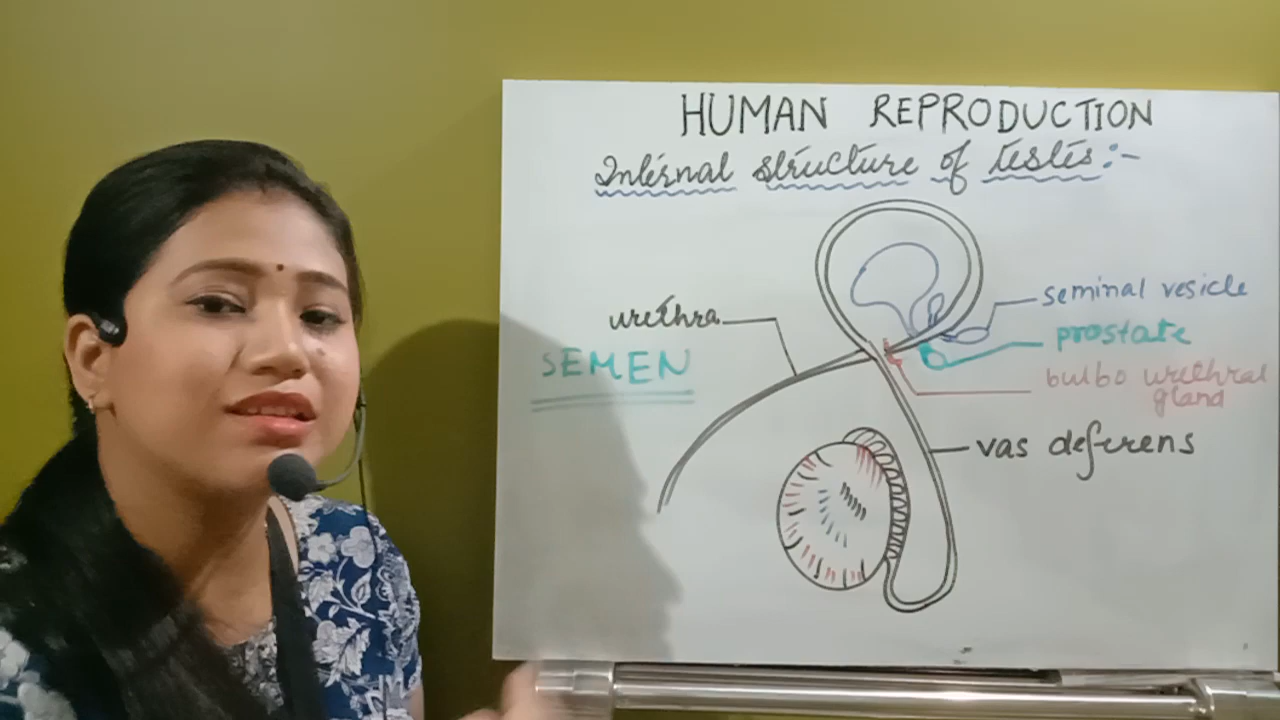 HUMAN REPRODUCTION
Internal structure of testes:-
seminal vesicle
urethra
prostate
SEMEN
bulbo urethral
gland
vas deferens